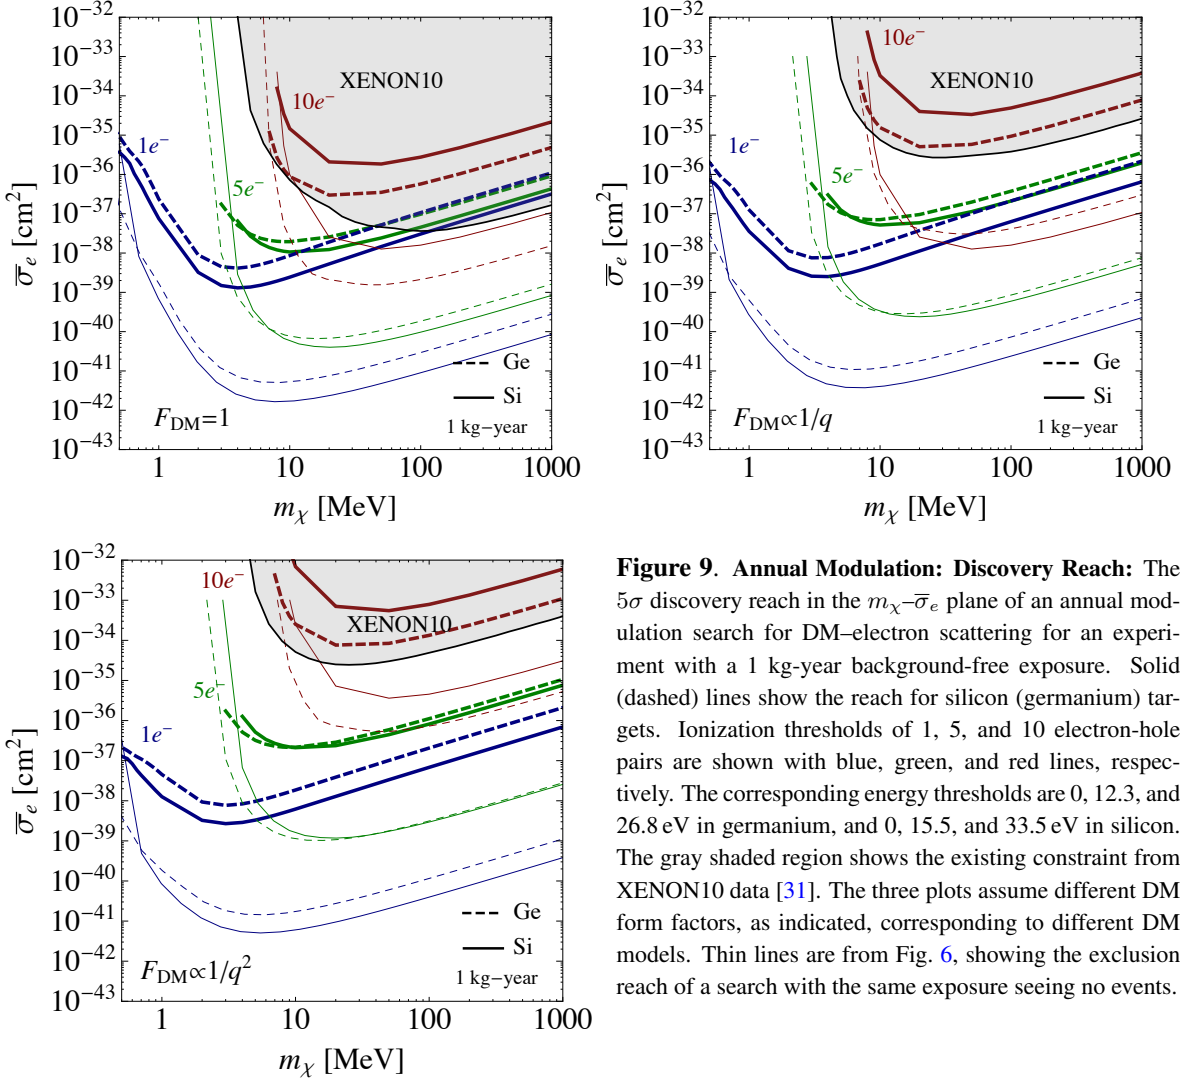 10⁻³²
10⁻³³
10⁻³⁴
10⁻³⁵
10⁻³⁶
10⁻³⁷
10⁻³⁸
10⁻³⁹
10⁻⁴⁰
10⁻⁴¹
10⁻⁴²
10⁻⁴³
σ̅ₑ [cm²]
XENON10
10e⁻
1e⁻
5e⁻
Ge
Si
1 kg−year
F_DM=1
1 10 100 1000
m_χ [MeV]
10⁻³²
10⁻³³
10⁻³⁴
10⁻³⁵
10⁻³⁶
10⁻³⁷
10⁻³⁸
10⁻³⁹
10⁻⁴⁰
10⁻⁴¹
10⁻⁴²
10⁻⁴³
σ̅ₑ [cm²]
10e⁻
XENON10
1e⁻
5e⁻
Ge
Si
1 kg−year
F_DM∝1/q
1 10 100 1000
m_χ [MeV]
10⁻³²
10⁻³³
10⁻³⁴
10⁻³⁵
10⁻³⁶
10⁻³⁷
10⁻³⁸
10⁻³⁹
10⁻⁴⁰
10⁻⁴¹
10⁻⁴²
10⁻⁴³
σ̅ₑ [cm²]
10e⁻
XENON10
5e⁻
1e⁻
Ge
Si
1 kg−year
F_DM∝1/q²
1 10 100 1000
m_χ [MeV]
Figure 9. Annual Modulation: Discovery Reach: The
5σ discovery reach in the m_χ–σ̅ₑ plane of an annual mod-
ulation search for DM–electron scattering for an experi-
ment with a 1 kg-year background-free exposure. Solid
(dashed) lines show the reach for silicon (germanium) tar-
gets. Ionization thresholds of 1, 5, and 10 electron-hole
pairs are shown with blue, green, and red lines, respec-
tively. The corresponding energy thresholds are 0, 12.3, and
26.8 eV in germanium, and 0, 15.5, and 33.5 eV in silicon.
The gray shaded region shows the existing constraint from
XENON10 data [31]. The three plots assume different DM
form factors, as indicated, corresponding to different DM
models. Thin lines are from Fig. 6, showing the exclusion
reach of a search with the same exposure seeing no events.